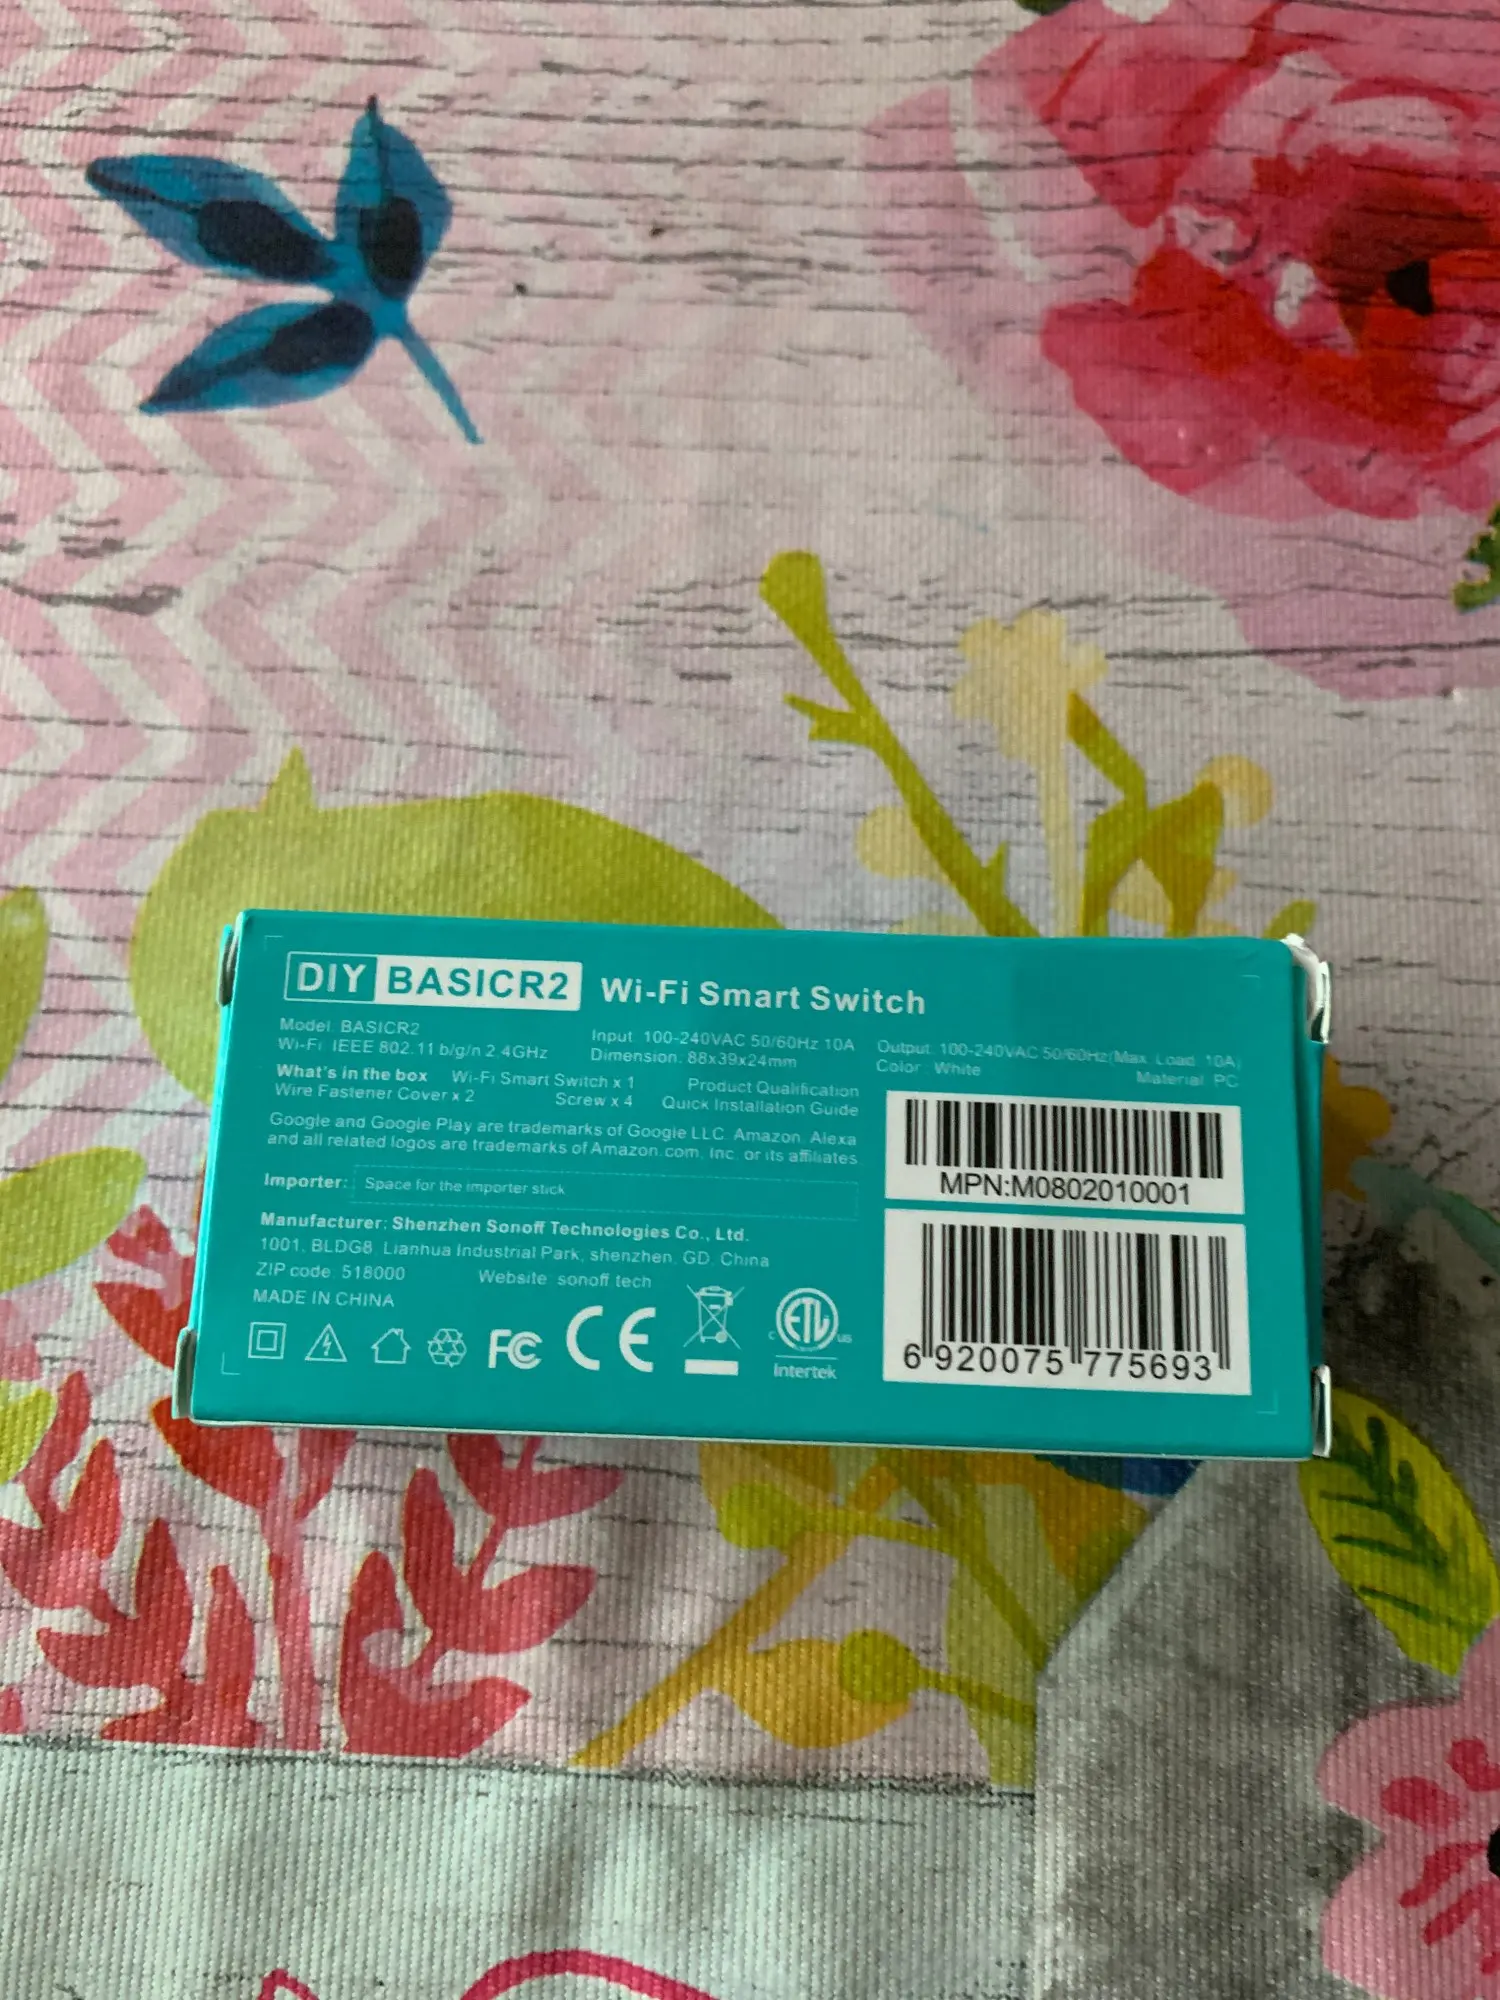 DIY BASICR2 Wi-Fi Smart Switch
Model: BASICR2
Wi-Fi: IEEE 802.11 b/g/n 2.4GHz
Input: 100-240VAC 50/60Hz 10A
Dimension: 88x39x24mm
Output: 100-240VAC 50/60Hz(Max. Load: 10A)
Color: White Material: PC
What's in the box Wi-Fi Smart Switch x 1 Product Qualification
Wire Fastener Cover x 2 Screw x 4 Quick Installation Guide
Google and Google Play are trademarks of Google LLC. Amazon, Alexa
and all related logos are trademarks of Amazon.com, Inc. or its affiliates.
Importer: Space for the importer stick
Manufacturer: Shenzhen Sonoff Technologies Co., Ltd.
1001, BLDG8, Lianhua Industrial Park, shenzhen, GD, China
ZIP code: 518000 Website: sonoff.tech
MADE IN CHINA
FC CE
ETL
c us
Intertek
MPN:M0802010001
6 920075 775693